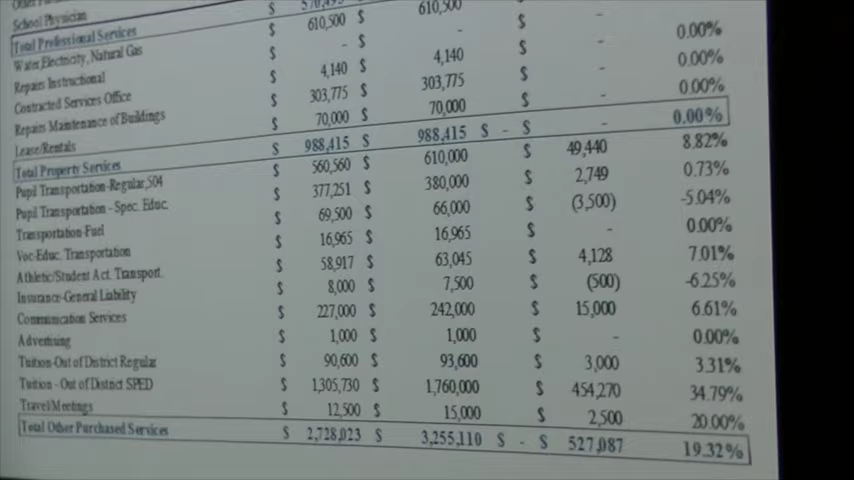 School Physician
Total Professional Services $
Water,Electricity, Natural Gas $ 610,500 $ 610,500
Repairs Instructional $ - $ - $ -
Contracted Services Office $ 4,140 $ 4,140 $ - 0.00%
Repairs Maintenance of Buildings $ 303,775 $ 303,775 $ - 0.00%
Lease/Rentals $ 70,000 $ 70,000 $ - 0.00%
Total Property Services $ 988,415 $ 988,415 $ - $ - 0.00%
Pupil Transportation-Regular,504 $ 560,560 $ 610,000 $ 49,440 8.82%
Pupil Transportation - Spec. Educ. $ 377,251 $ 380,000 $ 2,749 0.73%
Transportation-Fuel $ 69,500 $ 66,000 $ (3,500) -5.04%
Voc-Educ. Transportation $ 16,965 $ 16,965 $ - 0.00%
Athletic/Student Act. Transport. $ 58,917 $ 63,045 $ 4,128 7.01%
Insurance-General Liability $ 8,000 $ 7,500 $ (500) -6.25%
Communication Services $ 227,000 $ 242,000 $ 15,000 6.61%
Advertising $ 1,000 $ 1,000 $ - 0.00%
Tuition-Out of District Regular $ 90,600 $ 93,600 $ 3,000 3.31%
Tuition - Out of District SPED $ 1,305,730 $ 1,760,000 $ 454,270 34.79%
Travel/Meetings $ 12,500 $ 15,000 $ 2,500 20.00%
Total Other Purchased Services $ 2,728,023 $ 3,255,110 $ - $ 527,087 19.32%